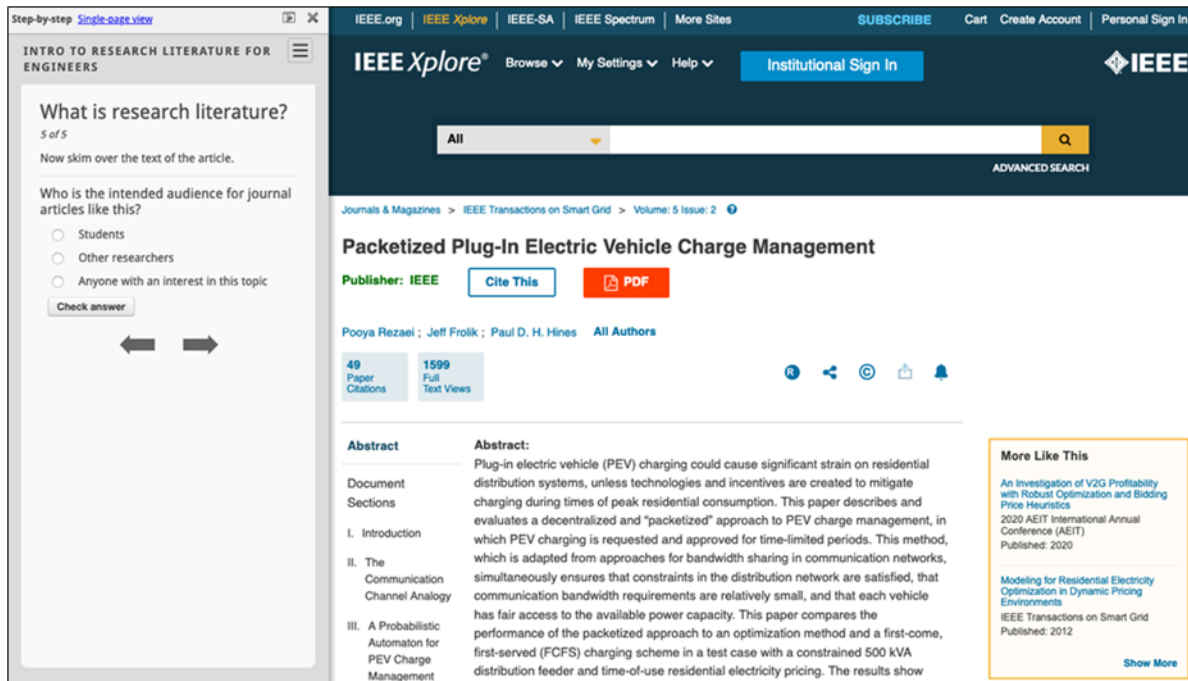 Step-by-step Single-page view
INTRO TO RESEARCH LITERATURE FOR
ENGINEERS
What is research literature?
5 of 5
Now skim over the text of the article.
Who is the intended audience for journal
articles like this?
Students
Other researchers
Anyone with an interest in this topic
Check answer
IEEE.org IEEE Xplore IEEE-SA IEEE Spectrum More Sites SUBSCRIBE Cart Create Account Personal Sign In
IEEE Xplore® Browse My Settings Help Institutional Sign In IEEE
All
ADVANCED SEARCH
Journals & Magazines > IEEE Transactions on Smart Grid > Volume: 5 Issue: 2
Packetized Plug-In Electric Vehicle Charge Management
Publisher: IEEE Cite This PDF
Pooya Rezaei ; Jeff Frolik ; Paul D. H. Hines All Authors
49
Paper
Citations
1599
Full
Text Views
R
©
Abstract
Document
Sections
I. Introduction
II. The
Communication
Channel Analogy
III. A Probabilistic
Automaton for
PEV Charge
Management
Abstract:
Plug-in electric vehicle (PEV) charging could cause significant strain on residential
distribution systems, unless technologies and incentives are created to mitigate
charging during times of peak residential consumption. This paper describes and
evaluates a decentralized and “packetized” approach to PEV charge management, in
which PEV charging is requested and approved for time-limited periods. This method,
which is adapted from approaches for bandwidth sharing in communication networks,
simultaneously ensures that constraints in the distribution network are satisfied, that
communication bandwidth requirements are relatively small, and that each vehicle
has fair access to the available power capacity. This paper compares the
performance of the packetized approach to an optimization method and a first-come,
first-served (FCFS) charging scheme in a test case with a constrained 500 kVA
distribution feeder and time-of-use residential electricity pricing. The results show
More Like This
An Investigation of V2G Profitability
with Robust Optimization and Bidding
Price Heuristics
2020 AEIT International Annual
Conference (AEIT)
Published: 2020
Modeling for Residential Electricity
Optimization in Dynamic Pricing
Environments
IEEE Transactions on Smart Grid
Published: 2012
Show More